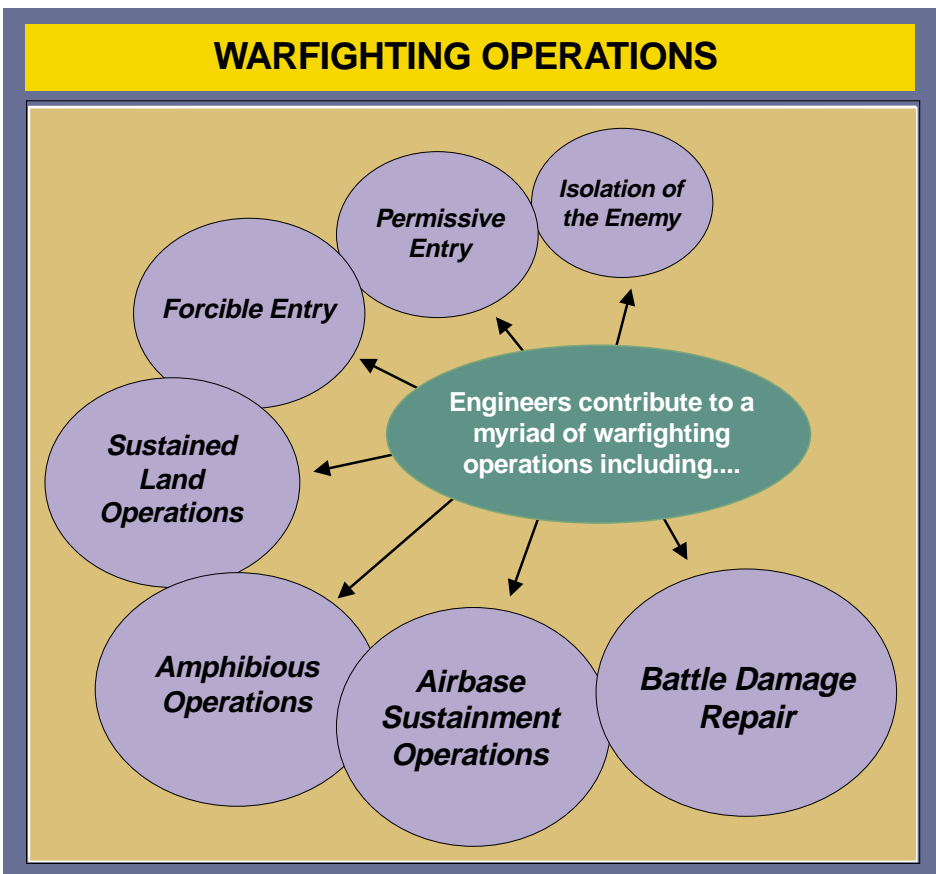 WARFIGHTING OPERATIONS
Isolation of
the Enemy
Permissive
Entry
Forcible Entry
Engineers contribute to a
myriad of warfighting
operations including....
Sustained
Land
Operations
Amphibious
Operations
Airbase
Sustainment
Operations
Battle Damage
Repair